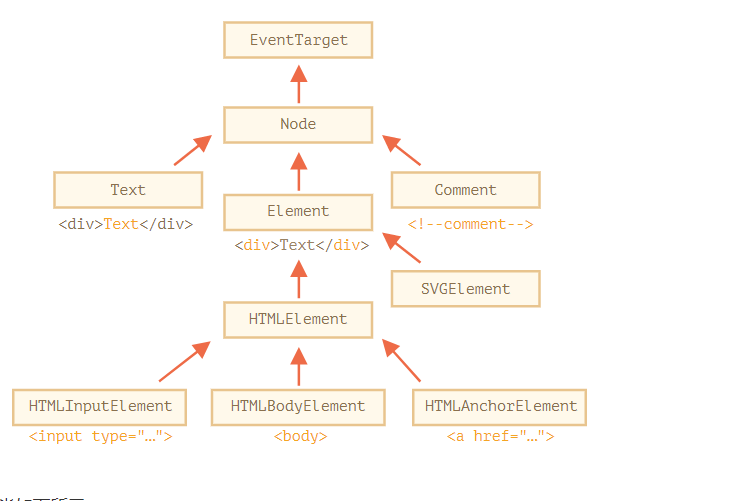 EventTarget
Node
Text
Comment
<div>Text</div>
<!--comment-->
Element
<div>Text</div>
SVGElement
HTMLElement
HTMLInputElement
HTMLBodyElement
HTMLAnchorElement
<input type="…">
<body>
<a href="…">